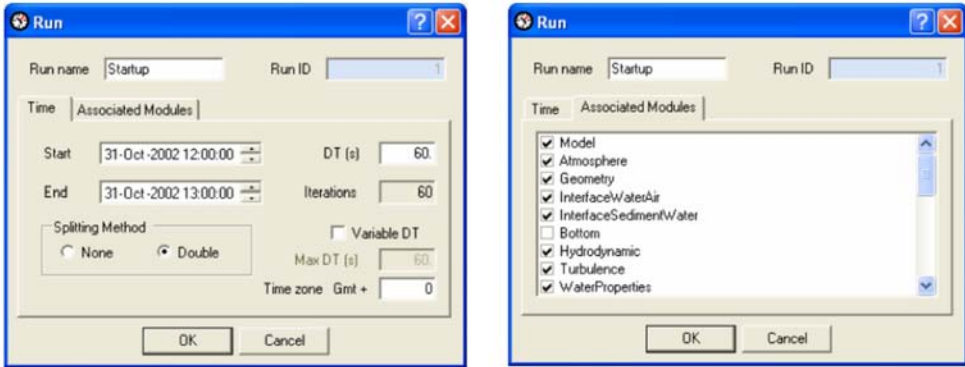 Run
Run name Startup Run ID 1
Time Associated Modules
Start 31-Oct-2002 12:00:00 DT (s) 60.
End 31-Oct-2002 13:00:00 Iterations 60
Splitting Method
None Double
Variable DT
Max DT (s) 60.
Time zone Gmt + 0
OK Cancel
Run
Run name Startup Run ID 1
Time Associated Modules
Model
Atmosphere
Geometry
InterfaceWaterAir
InterfaceSedimentWater
Bottom
Hydrodynamic
Turbulence
WaterProperties
OK Cancel